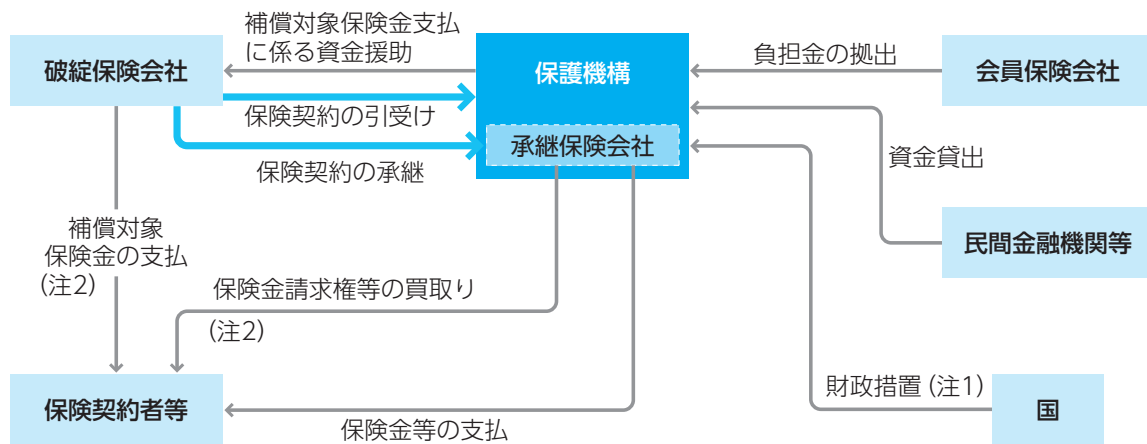 補償対象保険金支払
に係る資金援助
破綻保険会社
保護機構
負担金の拠出
会員保険会社
保険契約の引受け
承継保険会社
保険契約の承継
資金貸出
補償対象
保険金の支払
(注2)
民間金融機関等
保険金請求権等の買取り
(注2)
財政措置(注1)
保険契約者等
保険金等の支払
国